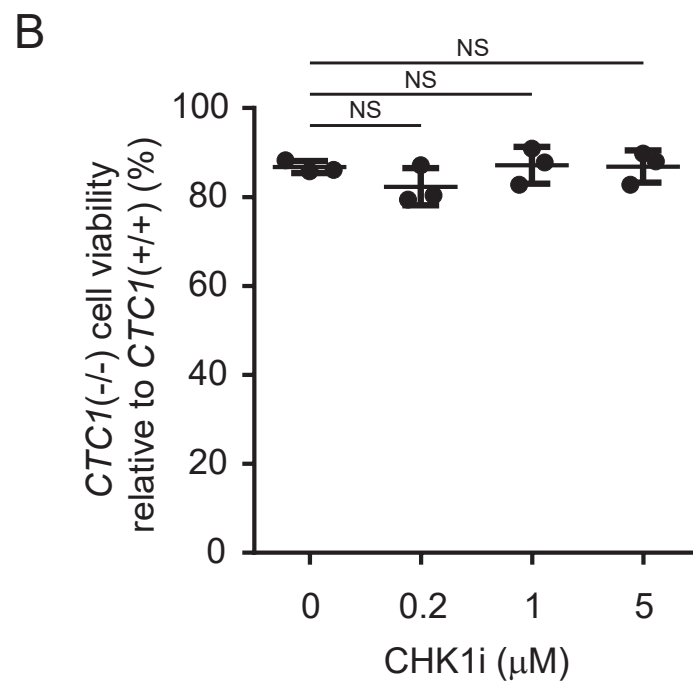 B
NS
NS
NS
CTC1(-/-) cell viability
relative to CTC1(+/+) (%)
100
80
60
40
20
0
0 0.2 1 5
CHK1i (μM)